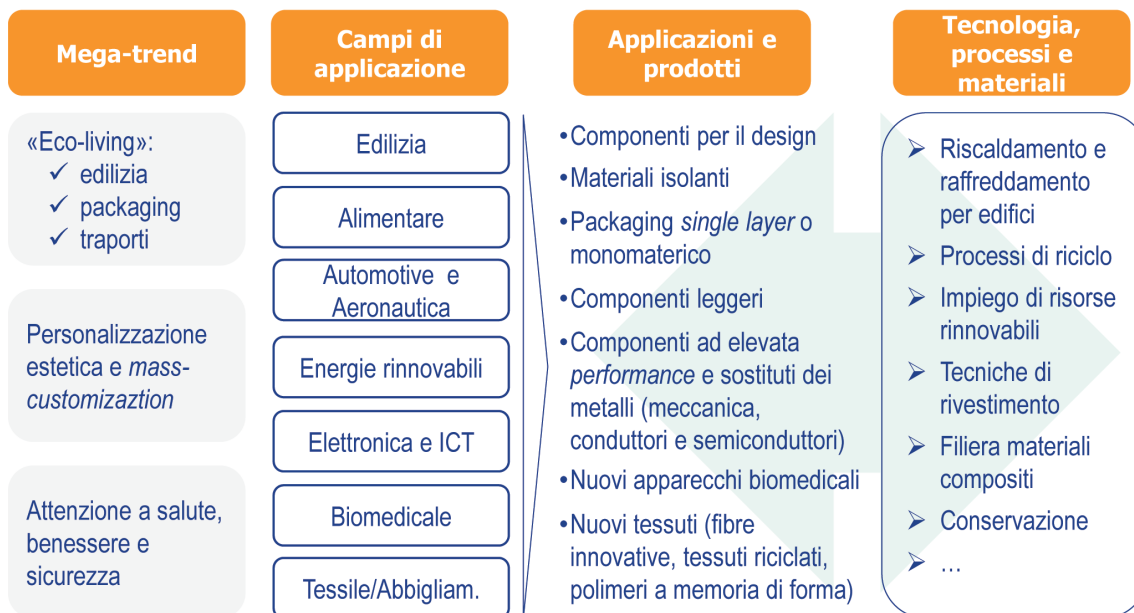 Mega-trend
Campi di
applicazione
Applicazioni e
prodotti
Tecnologia,
processi e
materiali
«Eco-living»:
✓ edilizia
✓ packaging
✓ traporti
Personalizzazione
estetica e mass-
customizaztion
Attenzione a salute,
benessere e
sicurezza
Edilizia
Alimentare
Automotive e
Aeronautica
Energie rinnovabili
Elettronica e ICT
Biomedicale
Tessile/Abbigliam.
•Componenti per il design
•Materiali isolanti
•Packaging single layer o
monomaterico
•Componenti leggeri
•Componenti ad elevata
performance e sostituti dei
metalli (meccanica,
conduttori e semiconduttori)
•Nuovi apparecchi biomedicali
•Nuovi tessuti (fibre
innovative, tessuti riciclati,
polimeri a memoria di forma)
➢ Riscaldamento e
raffreddamento
per edifici
➢ Processi di riciclo
➢ Impiego di risorse
rinnovabili
➢ Tecniche di
rivestimento
➢ Filiera materiali
compositi
➢ Conservazione
➢ …